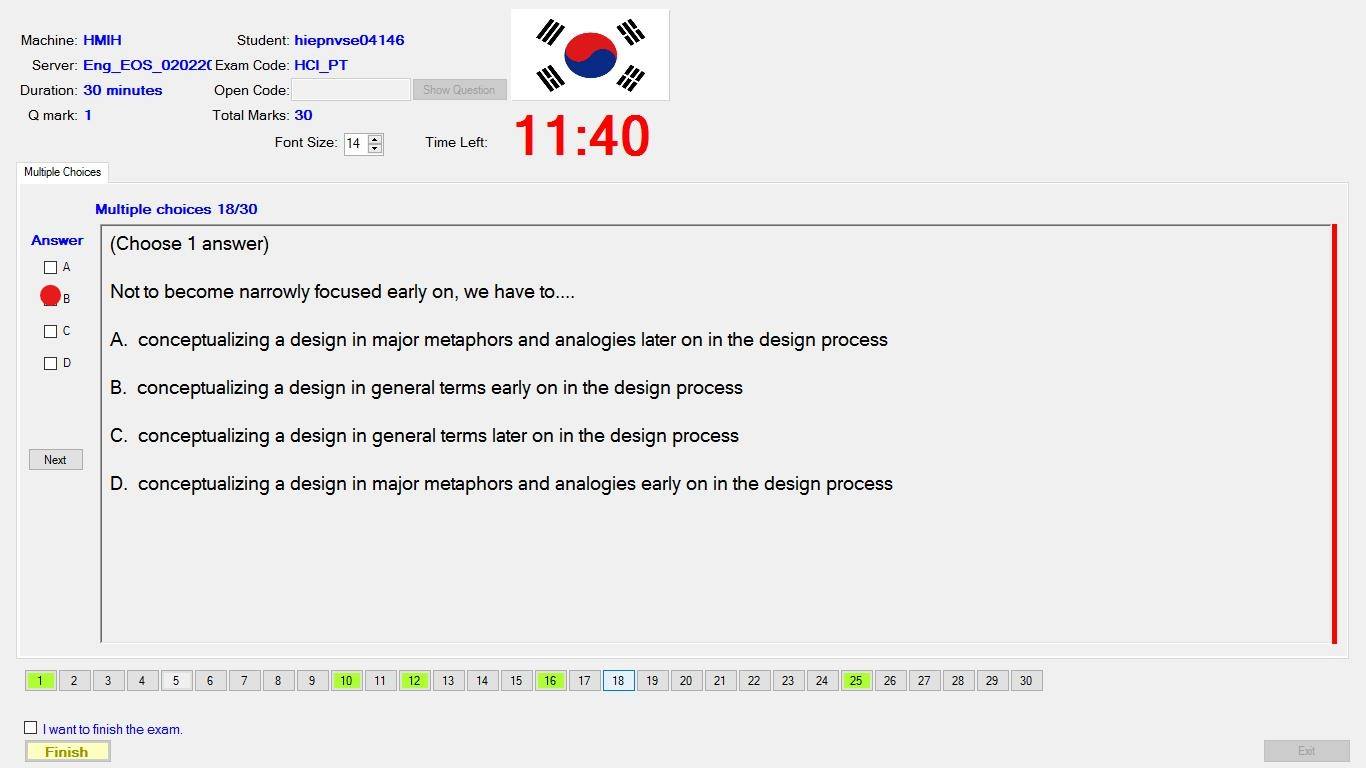 Machine: HMIH Student: hiepnvse04146
Server: Eng_EOS_020220 Exam Code: HCI_PT
Duration: 30 minutes Open Code: Show Question
Q mark: 1 Total Marks: 30
Font Size: 14 Time Left: 11:40
Multiple Choices
Multiple choices 18/30
Answer
A
B
C
D
Next
(Choose 1 answer)
Not to become narrowly focused early on, we have to....
A. conceptualizing a design in major metaphors and analogies later on in the design process
B. conceptualizing a design in general terms early on in the design process
C. conceptualizing a design in general terms later on in the design process
D. conceptualizing a design in major metaphors and analogies early on in the design process
1 2 3 4 5 6 7 8 9 10 11 12 13 14 15 16 17 18 19 20 21 22 23 24 25 26 27 28 29 30
I want to finish the exam.
Finish Exit